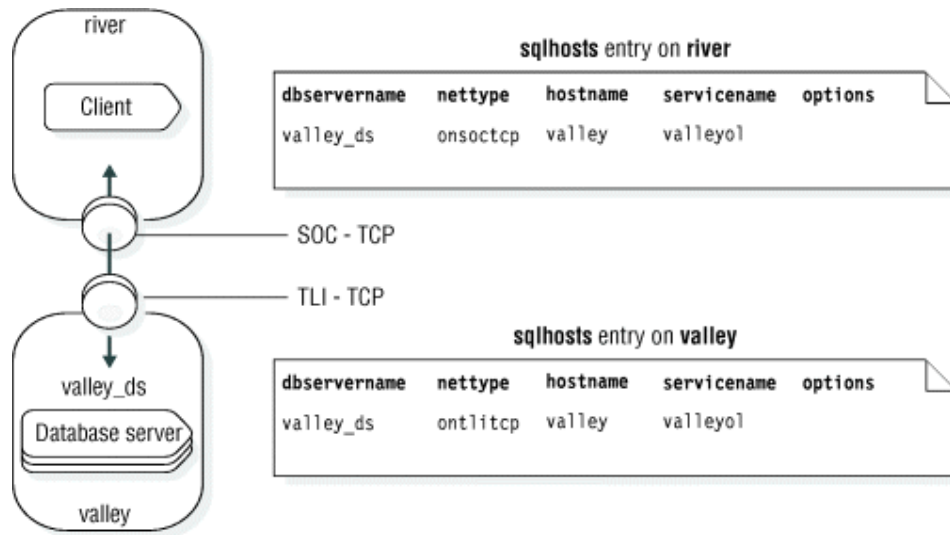 river
Client
sqlhosts entry on river
dbservername nettype hostname servicename options
valley_ds onsoctcp valley valleyol
SOC - TCP
TLI - TCP
sqlhosts entry on valley
dbservername nettype hostname servicename options
valley_ds ontlitcp valley valleyol
valley_ds
Database server
valley